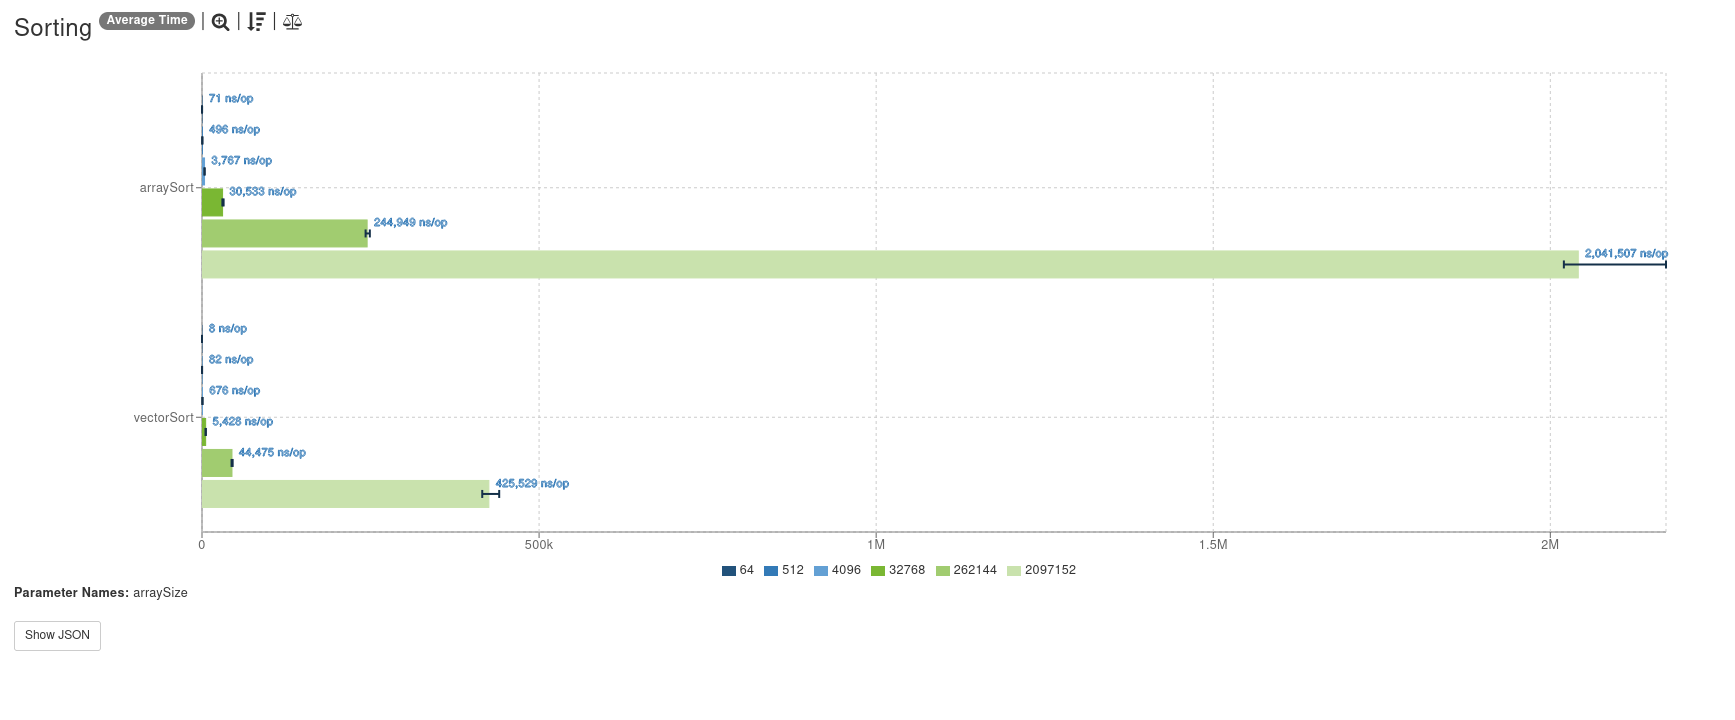 Sorting Average Time
71 ns/op
496 ns/op
3,767 ns/op
arraySort
30,533 ns/op
244,949 ns/op
2,041,507 ns/op
8 ns/op
82 ns/op
676 ns/op
vectorSort
5,428 ns/op
44,475 ns/op
425,529 ns/op
0 500k 1M 1.5M 2M
64 512 4096 32768 262144 2097152
Parameter Names: arraySize
Show JSON